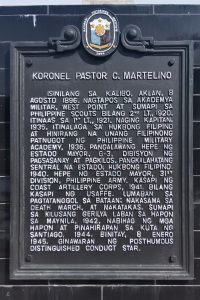 KORONEL PASTOR C. MARTELINO
ISINILANG SA KALIBO, AKLAN, 8
AGOSTO 1896. NAGTAPOS SA AKADEMYA
MILITAR, WEST POINT AT SUMAPI SA
PHILIPPINE SCOUTS BILANG 2ND LT., 1920.
ITINAAS SA 1ST LT., 1921, NAGING KAPITAN,
1935. ITINALAGA SA HUKBONG FILIPINO
AT HINIRANG NA UNANG FILIPINONG
PATNUGOT NG PHILIPPINE MILITARY
ACADEMY, 1936. PANGALAWANG HEPE NG
ESTADO MAYOR, G-3, DIBISYON NG
PAGSASANAY AT PAGKILOS, PANGKALAHATANG
SENTRAL NA ESTADO, HUKBONG FILIPINO,
1940. HEPE NG ESTADO MAYOR, 31ST
DIVISION, PHILIPPINE ARMY, KASAPI NG
COAST ARTILLERY CORPS, 1941. BILANG
KASAPI NG USAFFE, LUMABAN SA
PAGTATANGGOL SA BATAAN; NAKASAMA SA
DEATH MARCH, AT NAKATAKAS. SUMAPI
SA KILUSANG GERILYA LABAN SA HAPON
SA MAYNILA, 1942, NABIHAG NG MGA
HAPON AT PINAHIRAPAN SA KUTA NG
SANTIAGO, 1944. BINITAY, 6 ENERO
1945. GINAWARAN NG POSTHUMOUS
DISTINGUISHED CONDUCT STAR.